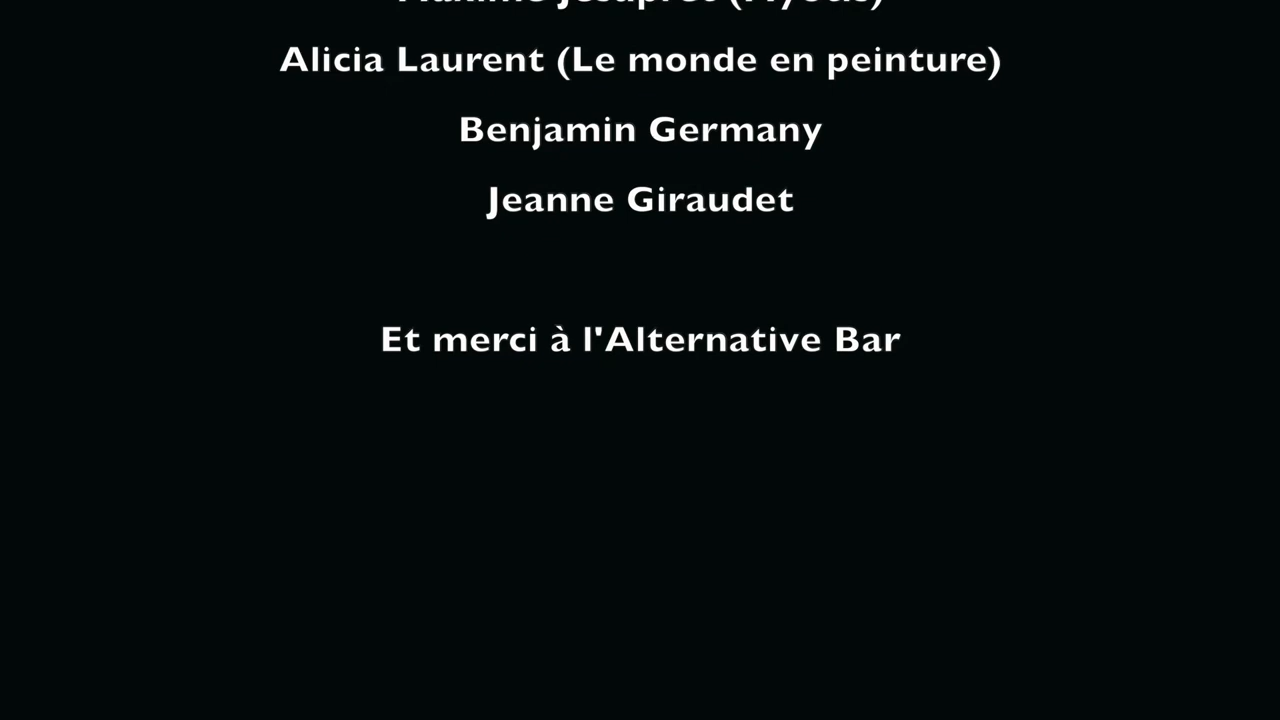 Alicia Laurent (Le monde en peinture)
Benjamin Germany
Jeanne Giraudet
Et merci à l'Alternative Bar